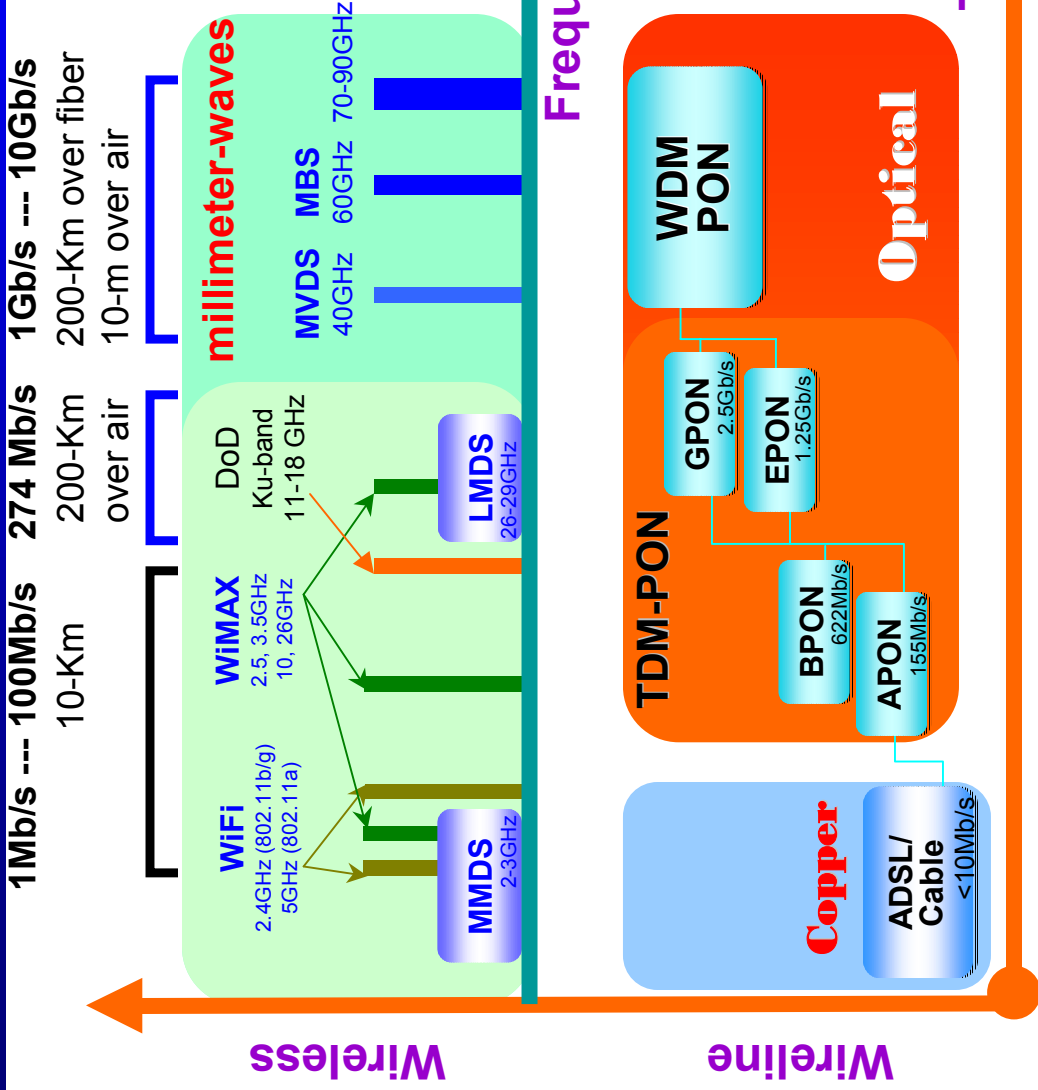 1Mb/s --- 100Mb/s
10-Km
274 Mb/s
200-Km
over air
1Gb/s --- 10Gb/s
200-Km over fiber
10-m over air
Wireless
WiFi
2.4GHz (802.11b/g)
5GHz (802.11a)
WiMAX
2.5, 3.5GHz
10, 26GHz
DoD
Ku-band
11-18 GHz
millimeter-waves
MVDS
40GHz
MBS
60GHz
70-90GHz
MMDS
2-3GHz
LMDS
26-29GHz
Frequ
Wireline
Copper
ADSL/
Cable
<10Mb/s
TDM-PON
BPON
622Mb/s
APON
155Mb/s
GPON
2.5Gb/s
EPON
1.25Gb/s
WDM
PON
Optical